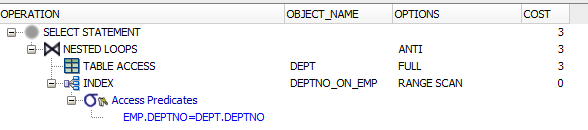 OPERATION OBJECT_NAME OPTIONS COST
SELECT STATEMENT 3
NESTED LOOPS ANTI 3
TABLE ACCESS DEPT FULL 3
INDEX DEPTNO_ON_EMP RANGE SCAN 0
Access Predicates
EMP.DEPTNO=DEPT.DEPTNO